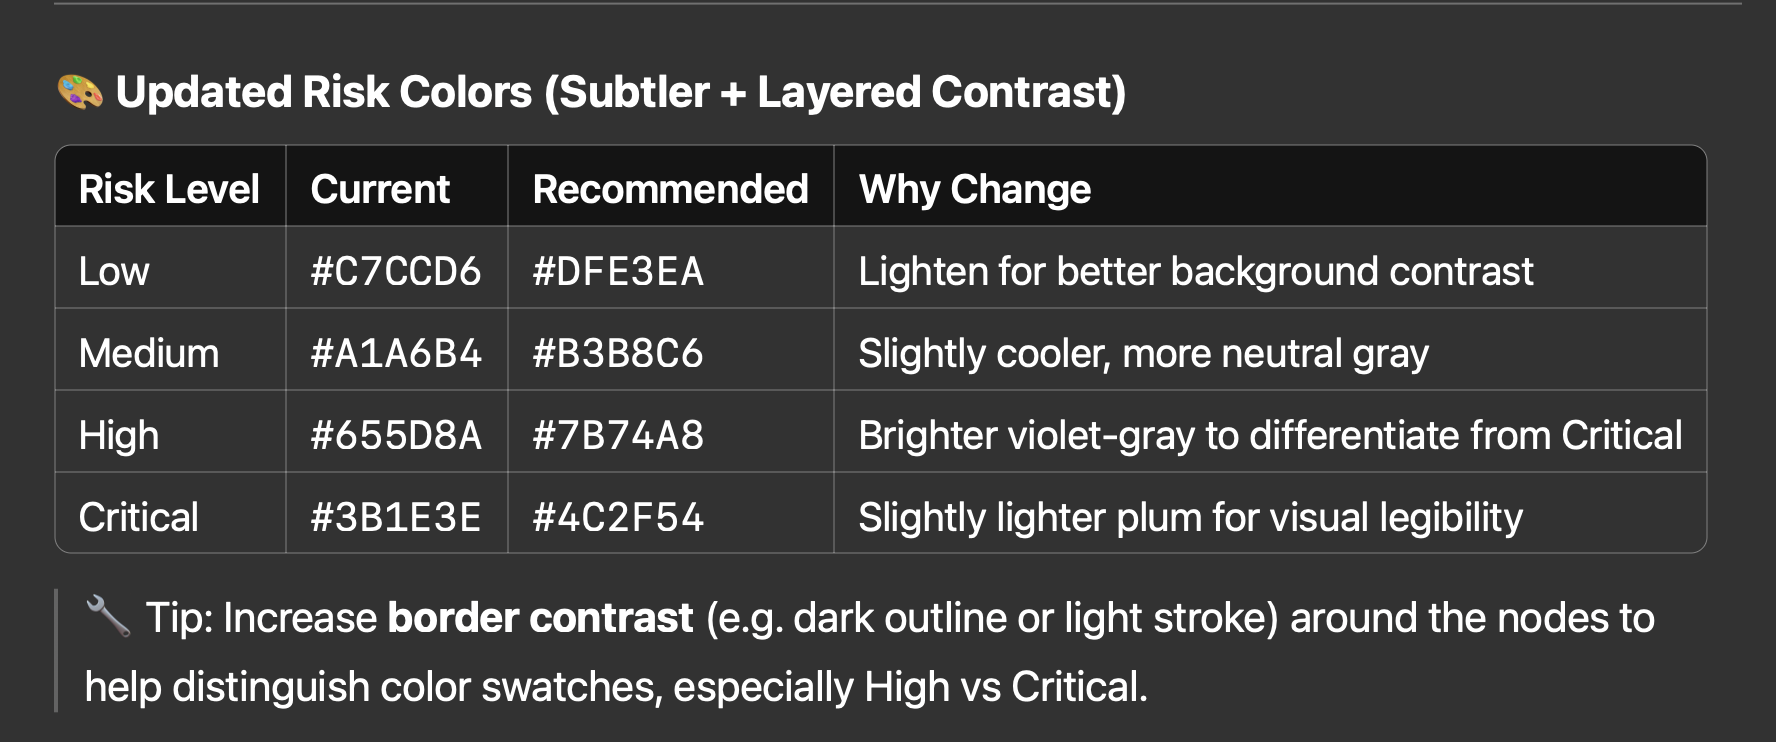 🎨 Updated Risk Colors (Subtler + Layered Contrast)
Risk Level Current Recommended Why Change
Low #C7CCD6 #DFE3EA Lighten for better background contrast
Medium #A1A6B4 #B3B8C6 Slightly cooler, more neutral gray
High #655D8A #7B74A8 Brighter violet-gray to differentiate from Critical
Critical #3B1E3E #4C2F54 Slightly lighter plum for visual legibility
🔧 Tip: Increase border contrast (e.g. dark outline or light stroke) around the nodes to
help distinguish color swatches, especially High vs Critical.